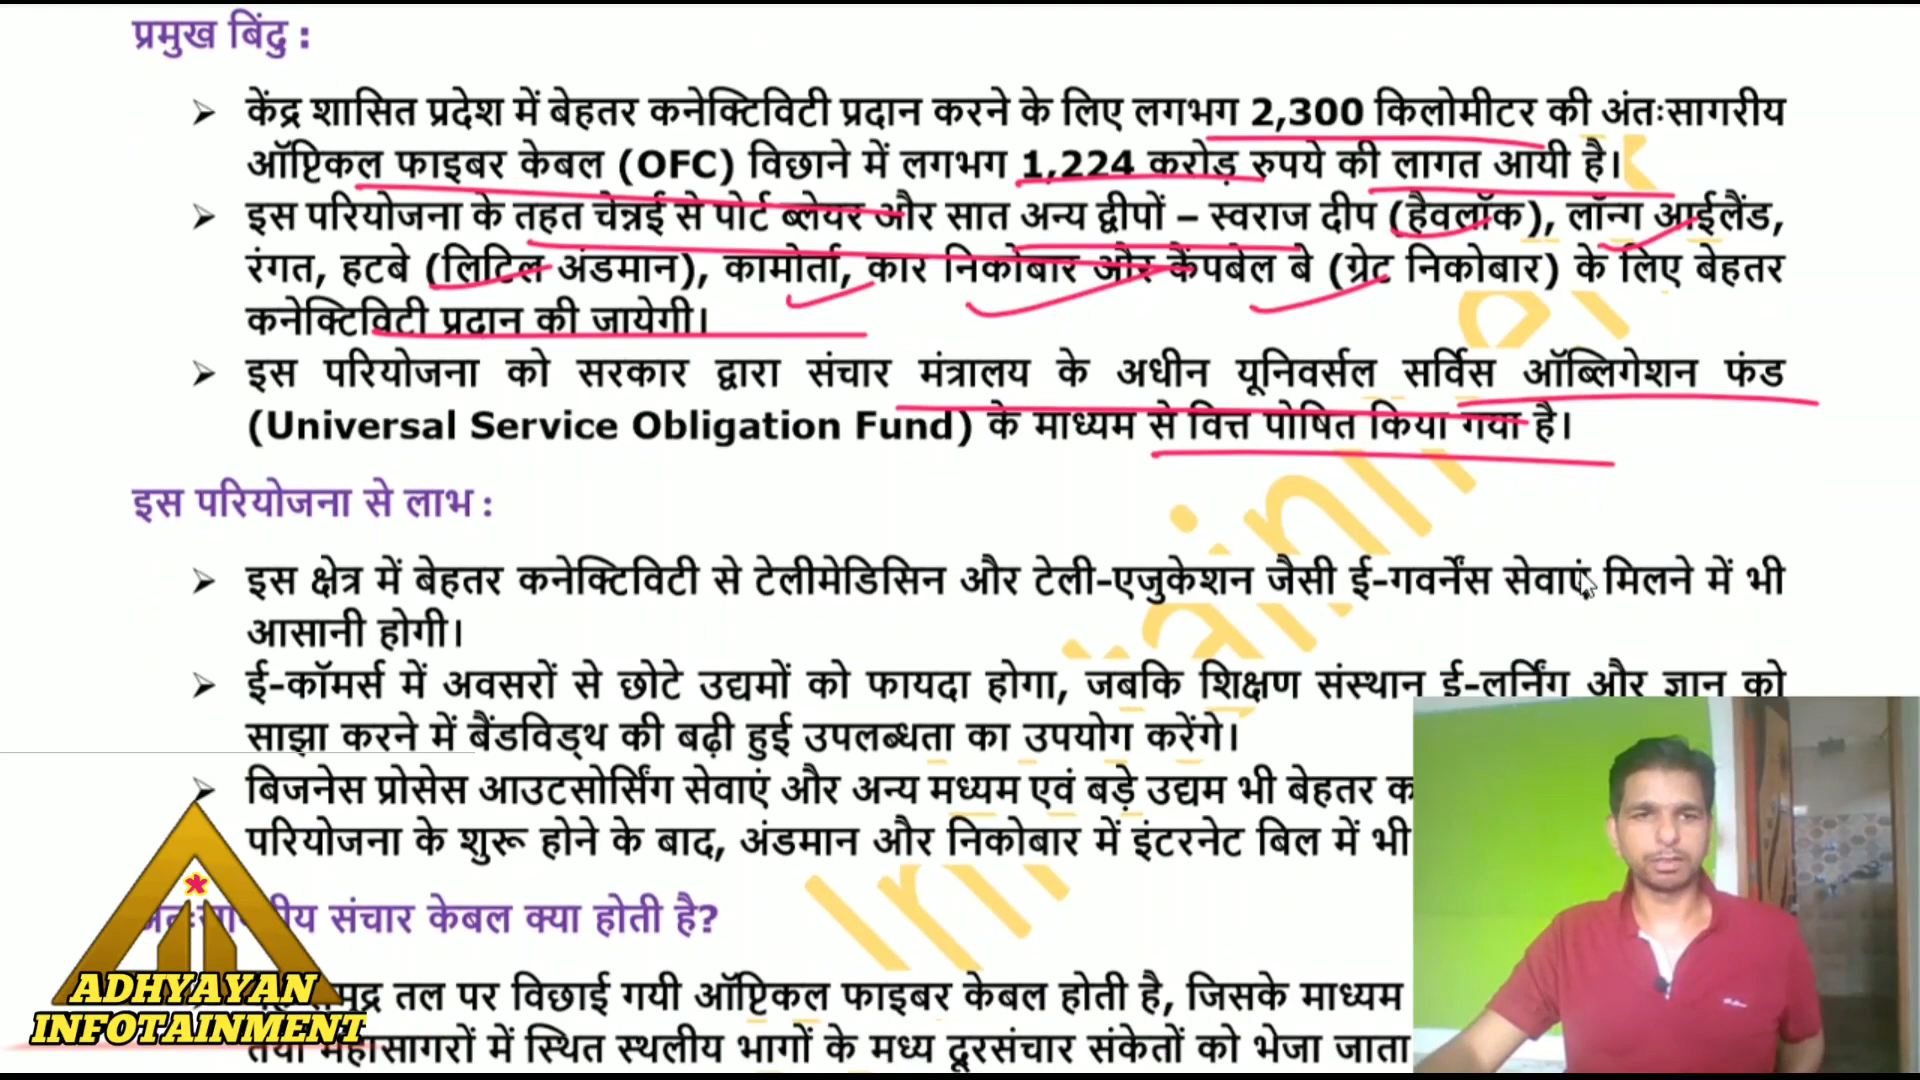 प्रमुख बिंदु :
➢ केंद्र शासित प्रदेश में बेहतर कनेक्टिविटी प्रदान करने के लिए लगभग 2,300 किलोमीटर की अंतःसागरीय
ऑप्टिकल फाइबर केबल (OFC) विछाने में लगभग 1,224 करोड़ रुपये की लागत आयी है।
➢ इस परियोजना के तहत चेन्नई से पोर्ट ब्लेयर और सात अन्य द्वीपों – स्वराज दीप (हैवलॉक), लॉन्ग आईलैंड,
रंगत, हटबे (लिटिल अंडमान), कामोर्ता, कार निकोबार और कैंपबेल बे (ग्रेट निकोबार) के लिए बेहतर
कनेक्टिविटी प्रदान की जायेगी।
➢ इस परियोजना को सरकार द्वारा संचार मंत्रालय के अधीन यूनिवर्सल सर्विस ऑब्लिगेशन फंड
(Universal Service Obligation Fund) के माध्यम से वित्त पोषित किया गया है।
इस परियोजना से लाभ :
➢ इस क्षेत्र में बेहतर कनेक्टिविटी से टेलीमेडिसिन और टेली-एजुकेशन जैसी ई-गवर्नेंस सेवाएं मिलने में भी
आसानी होगी।
➢ ई-कॉमर्स में अवसरों से छोटे उद्यमों को फायदा होगा, जबकि शिक्षण संस्थान ई-लर्निंग और ज्ञान को
साझा करने में बैंडविड्थ की बढ़ी हुई उपलब्धता का उपयोग करेंगे।
➢ बिजनेस प्रोसेस आउटसोर्सिंग सेवाएं और अन्य मध्यम एवं बड़े उद्यम भी बेहतर
परियोजना के शुरू होने के बाद, अंडमान और निकोबार में इंटरनेट बिल में भी
संचार केबल क्या होती है?
तल पर विछाई गयी ऑप्टिकल फाइबर केबल होती है, जिसके माध्यम
तथा महासागरों में स्थित स्थलीय भागों के मध्य दूरसंचार संकेतों को भेजा जाता
ADHYAYAN
INFOTAINMENT